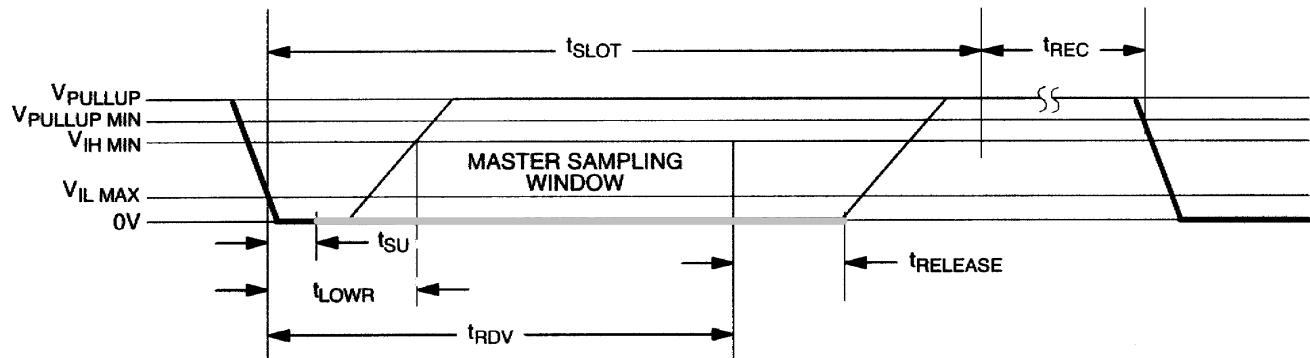 tSLOT
tREC
VPULLUP
VPULLUP MIN
VIH MIN
MASTER SAMPLING
WINDOW
VIL MAX
0V
tSU
tRELEASE
tLOWR
tRDV